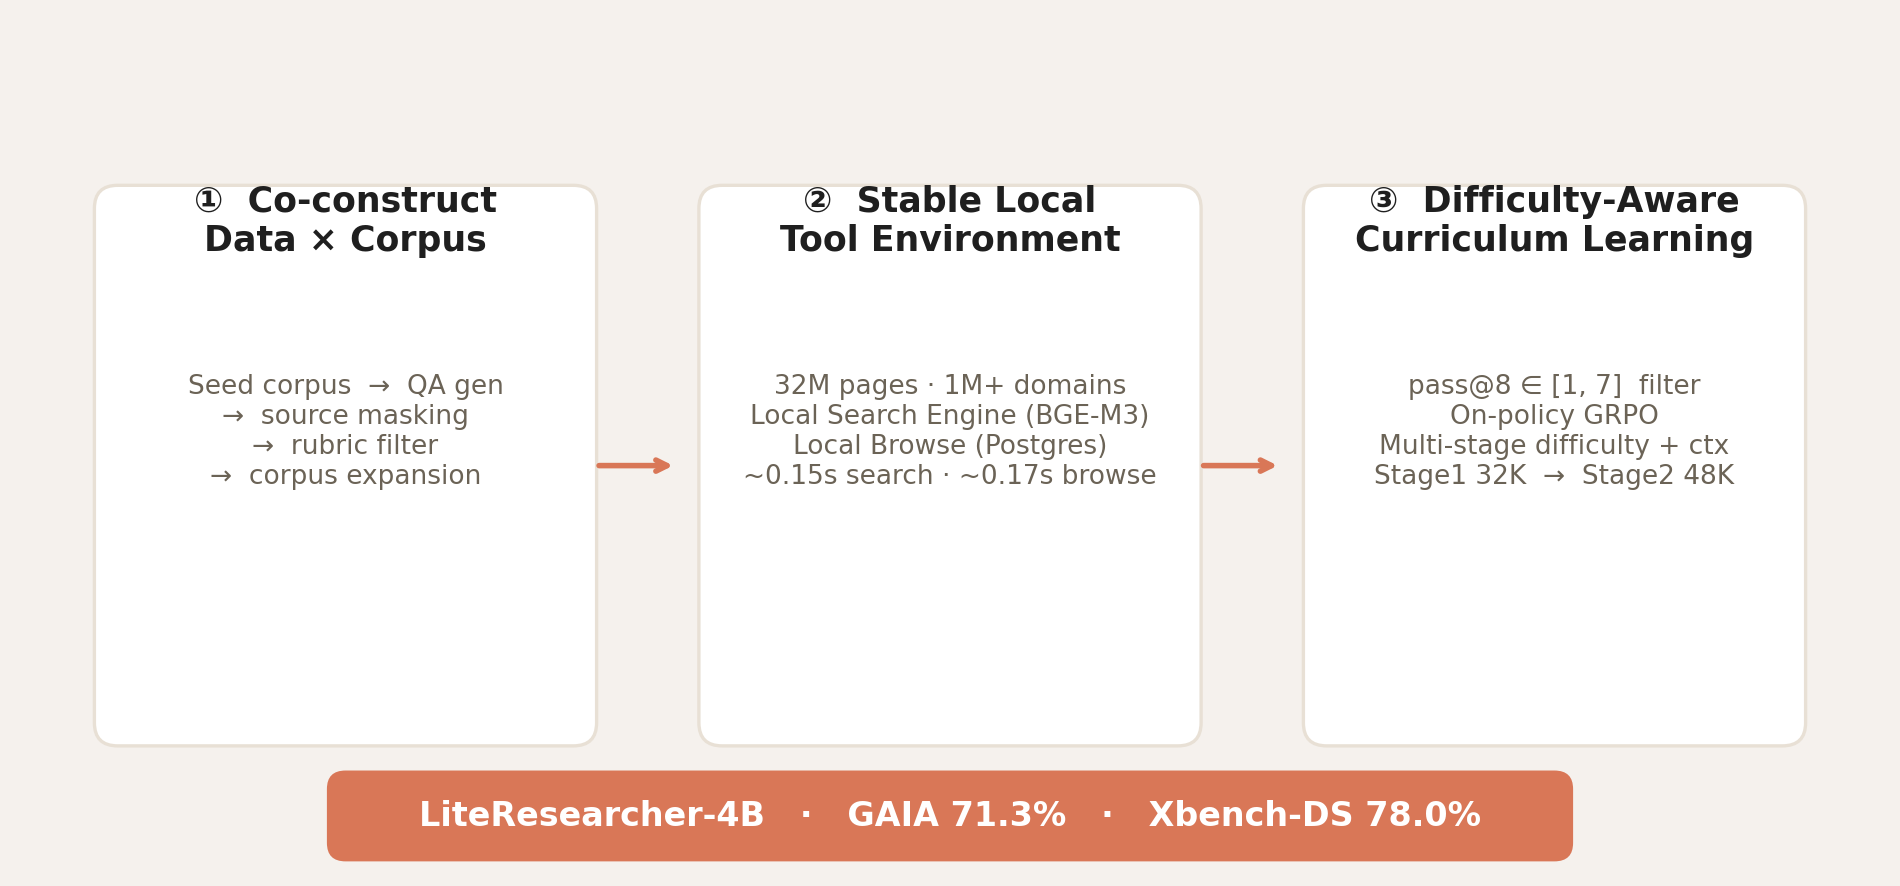 ① Co-construct
Data × Corpus
Seed corpus → QA gen
→ source masking
→ rubric filter
→ corpus expansion
② Stable Local
Tool Environment
32M pages · 1M+ domains
Local Search Engine (BGE-M3)
Local Browse (Postgres)
~0.15s search · ~0.17s browse
③ Difficulty-Aware
Curriculum Learning
pass@8 ∈ [1, 7] filter
On-policy GRPO
Multi-stage difficulty + ctx
Stage1 32K → Stage2 48K
LiteResearcher-4B · GAIA 71.3% · Xbench-DS 78.0%